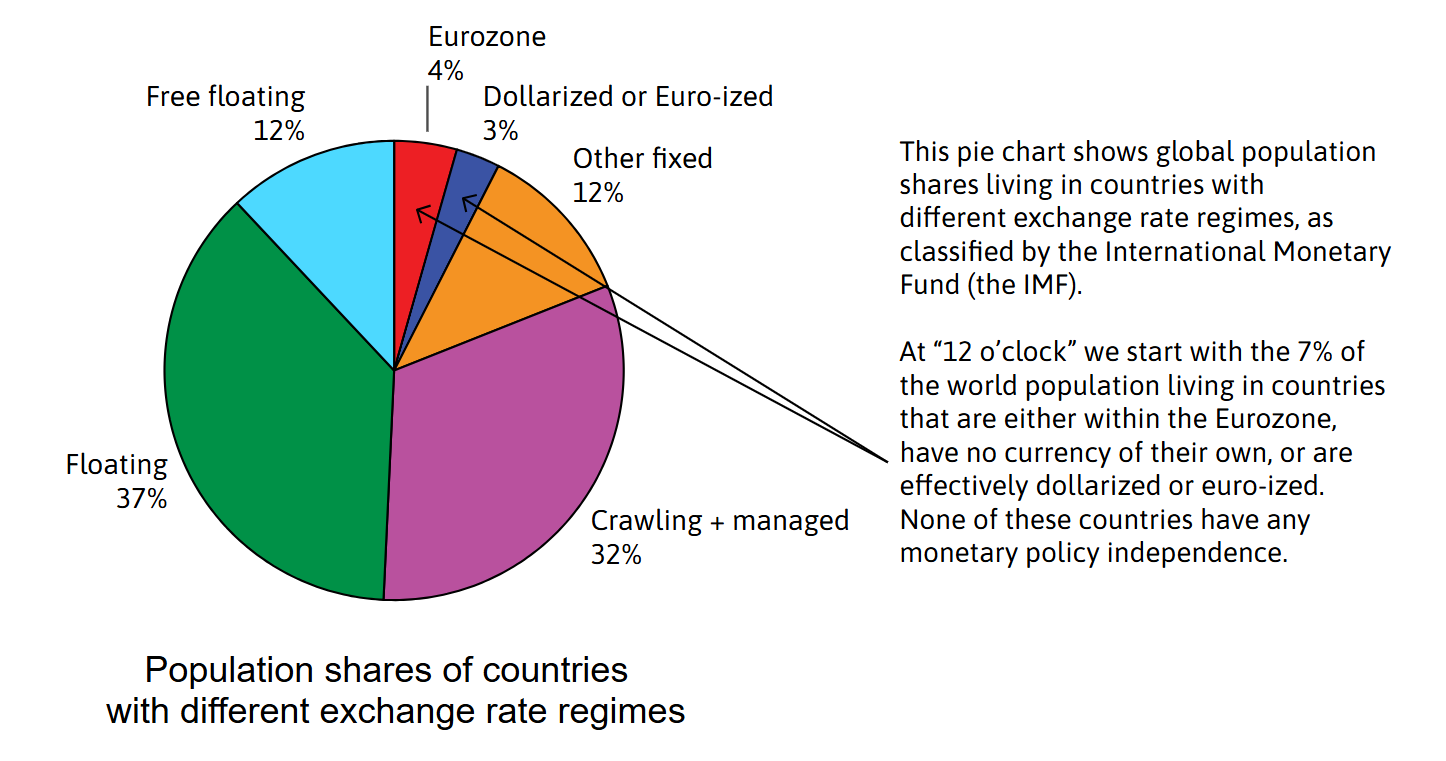 Eurozone
4%
Free floating
12%
Dollarized or Euro-ized
3%
Other fixed
12%
Floating
37%
Crawling + managed
32%
This pie chart shows global population
shares living in countries with
different exchange rate regimes, as
classified by the International Monetary
Fund (the IMF).
At “12 o’clock” we start with the 7% of
the world population living in countries
that are either within the Eurozone,
have no currency of their own, or are
effectively dollarized or euro-ized.
None of these countries have any
monetary policy independence.
Population shares of countries
with different exchange rate regimes